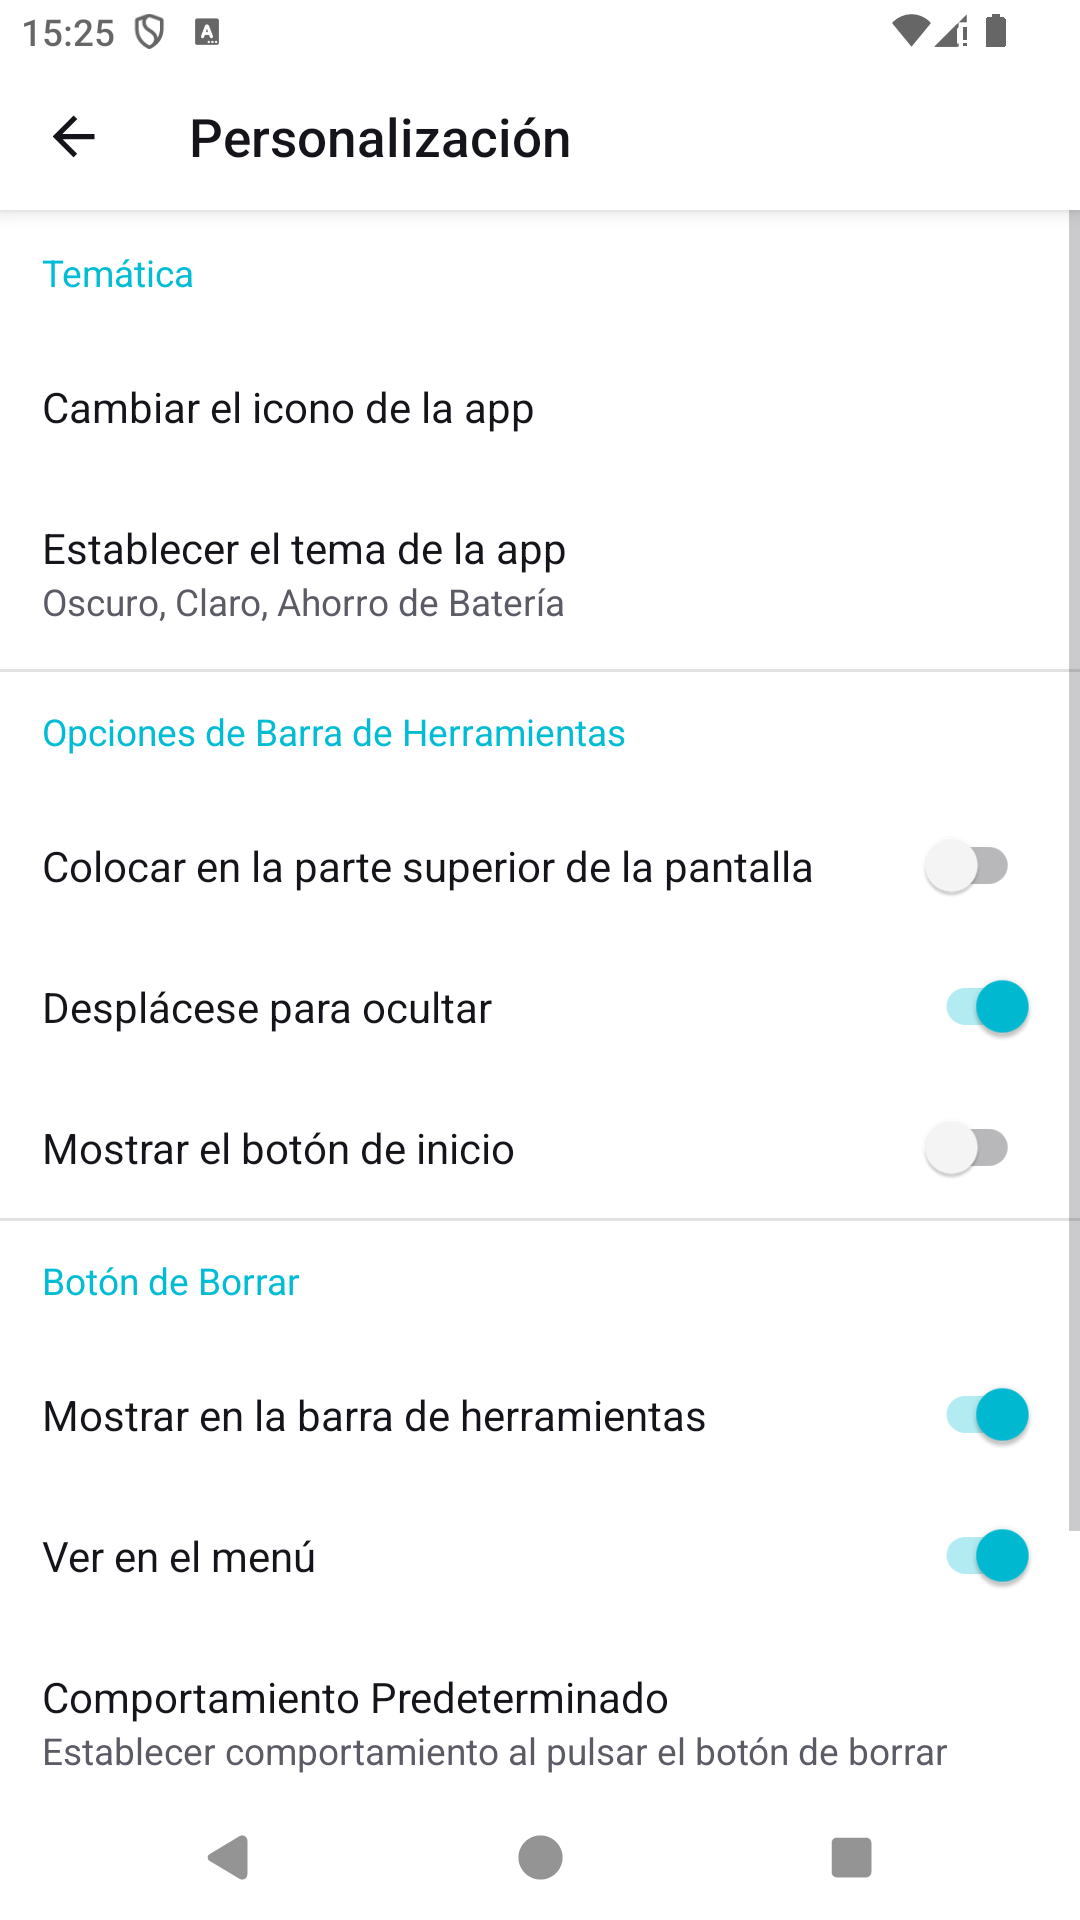 15:25
Personalización
Temática
Cambiar el icono de la app
Establecer el tema de la app
Oscuro, Claro, Ahorro de Batería
Opciones de Barra de Herramientas
Colocar en la parte superior de la pantalla
Desplácese para ocultar
Mostrar el botón de inicio
Botón de Borrar
Mostrar en la barra de herramientas
Ver en el menú
Comportamiento Predeterminado
Establecer comportamiento al pulsar el botón de borrar